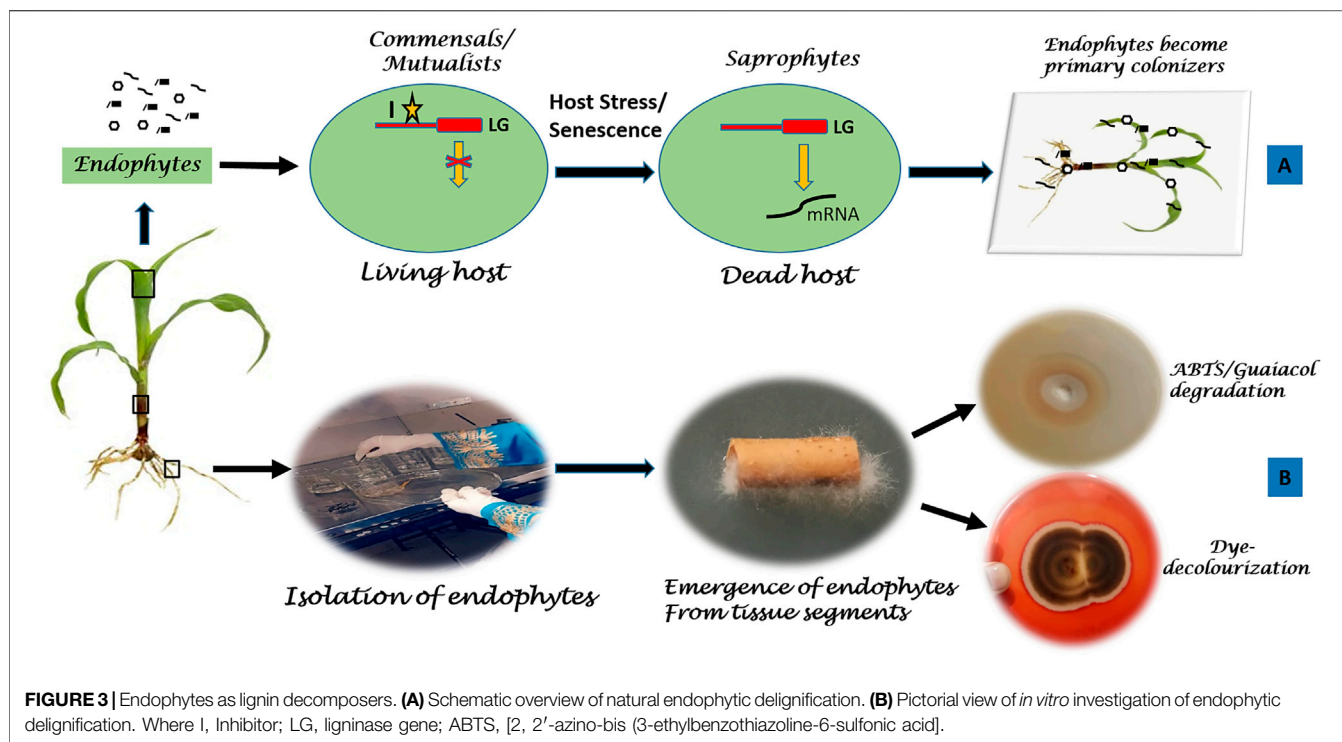 Commensals/
Mutualists
Saprophytes
Endophytes become
primary colonizers
Endophytes
I
LG
Host Stress/
Senescence
LG
mRNA
A
Living host
Dead host
ABTS/Guaiacol
degradation
B
Dye-
decolourization
Isolation of endophytes
Emergence of endophytes
From tissue segments
FIGURE 3 | Endophytes as lignin decomposers. (A) Schematic overview of natural endophytic delignification. (B) Pictorial view of in vitro investigation of endophytic
delignification. Where I, Inhibitor; LG, ligninase gene; ABTS, [2, 2′-azino-bis (3-ethylbenzothiazoline-6-sulfonic acid].